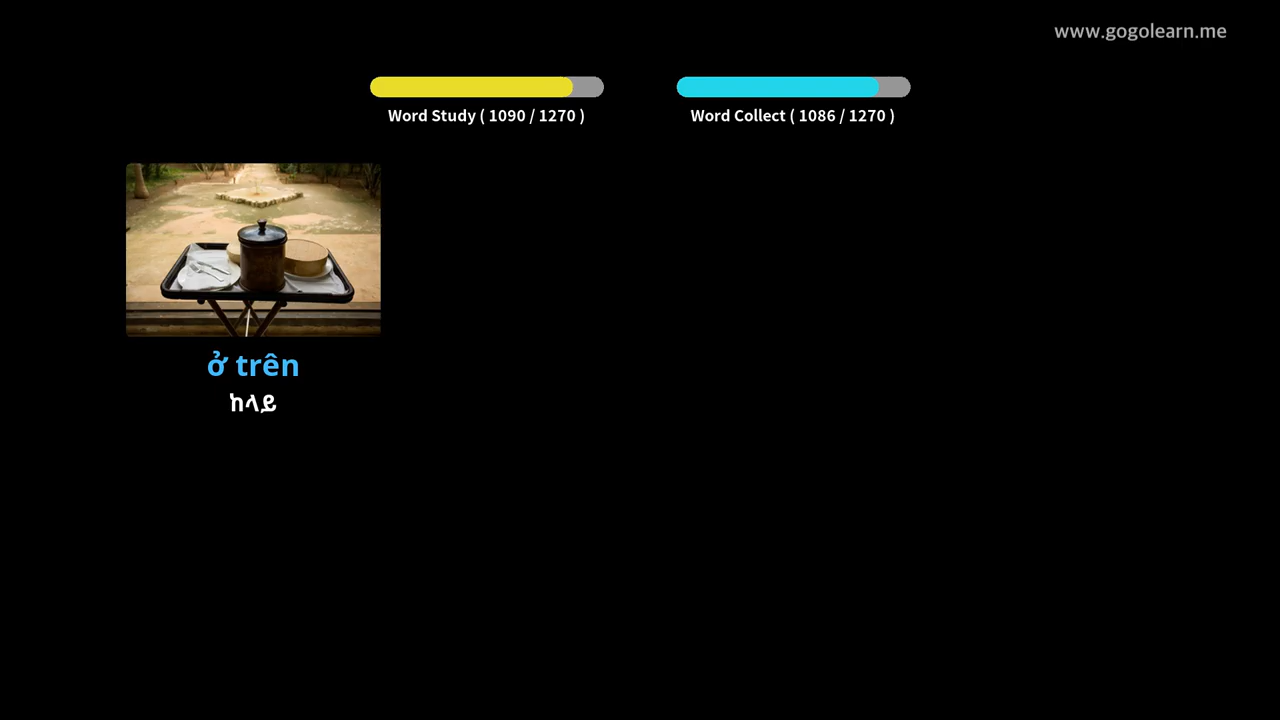 www.gogolearn.me
Word Study ( 1090 / 1270 )
Word Collect ( 1086 / 1270 )
ở trên
ከላይ